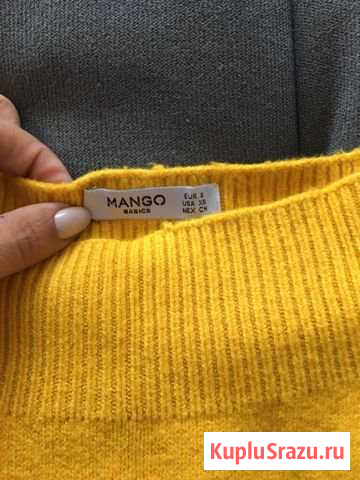 MANGO
BASICS
EUR S
USA XS
MEX CH
KupluSrazu.ru